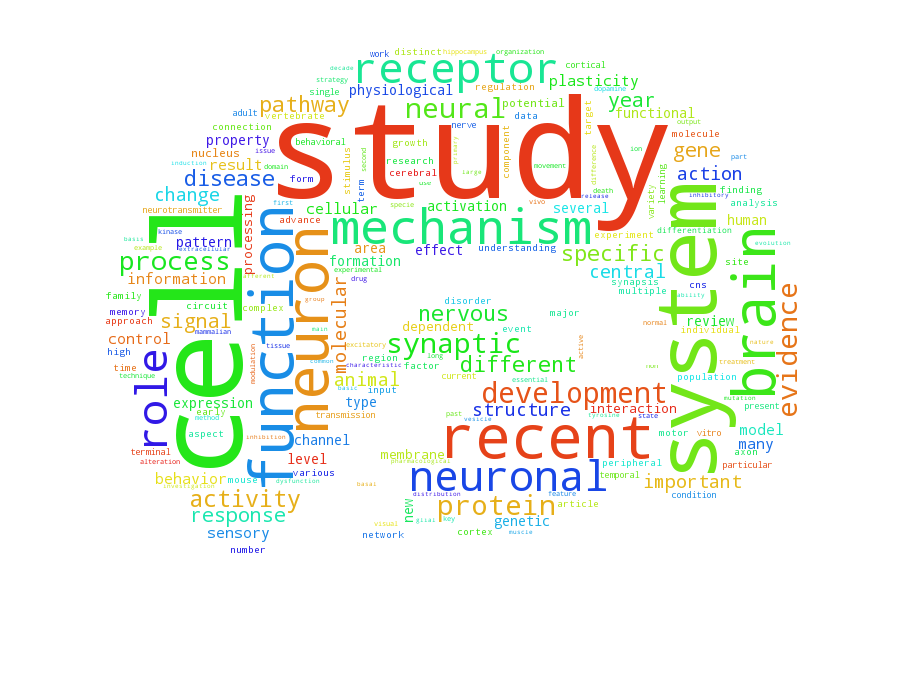 work
distinct
hippocampus
organization
decade
receptor
cortical
strategy
single
physiological
regulation
plasticity
dopamine
pathway
neural
potential
year
adult
vertebrate
nerve
data
target
functional
output
connection
study
property
behavioral
growth
molecule
issue
stimulus
second
research
component
primary
difference
ion
part
nucleus
result
domain
cerebral
large
movement
gene
induction
disease
form
term
use
death
learning
action
finding
change
first
specie
vivo
release
variety
inhibitory
analysis
neurotransmitter
cellular
activation
several
human
cell
processing
advance
mechanism
experiment
differentiation
kinase
basis
pattern
extracellular
area
effect
understanding
specific
system
brain
evolution
example
process
function
neuron
formation
experimental
central
site
information
different
drug
molecular
synapsis
cns
multiple
ability
evidence
family
circuit
complex
group
disorder
memory
signal
nervous
major
approach
mammalian
main
dependent
event
normal
review
individual
high
control
tissue
excitatory
synaptic
active
nature
time
modulation
common
region
long
different
non
treatment
technique
characteristic
factor
role
animal
basic
input
current
essential
population
mutation
expression
type
development
early
method
transmission
past
structure
interaction
present
vesicle
tyrosine
state
aspect
inhibition
channel
recent
motor
vitro
model
many
terminal
level
membrane
axon
alteration
pharmacological
peripheral
particular
behavior
mouse
various
neuronal
temporal
important
investigation
dysfunction
basal
distribution
feature
condition
activity
new
protein
article
response
glial
key
genetic
visual
sensory
network
cortex
muscle
number